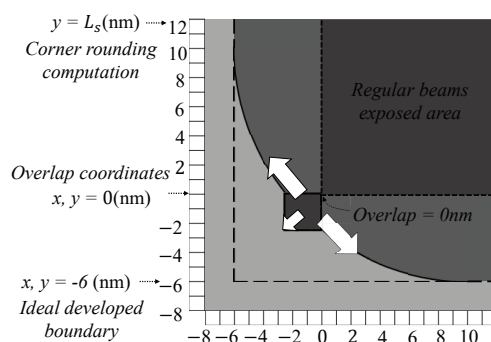 y = Lₛ(nm)
Corner rounding
computation
Overlap coordinates
x, y = 0(nm)
x, y = -6 (nm)
Ideal developed
boundary
12
10
8
6
4
2
0
−2
−4
−6
−8
Regular beams
exposed area
Overlap = 0nm
−8 −6 −4 −2 0 2 4 6 8 10